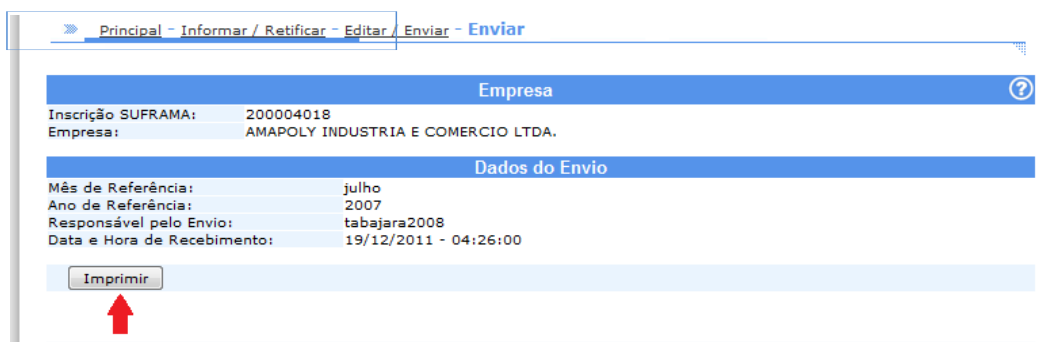 Principal - Informar / Retificar - Editar / Enviar - Enviar
Empresa
Inscrição SUFRAMA: 200004018
Empresa: AMAPOLY INDUSTRIA E COMERCIO LTDA.
Dados do Envio
Mês de Referência: julho
Ano de Referência: 2007
Responsável pelo Envio: tabajara2008
Data e Hora de Recebimento: 19/12/2011 - 04:26:00
Imprimir